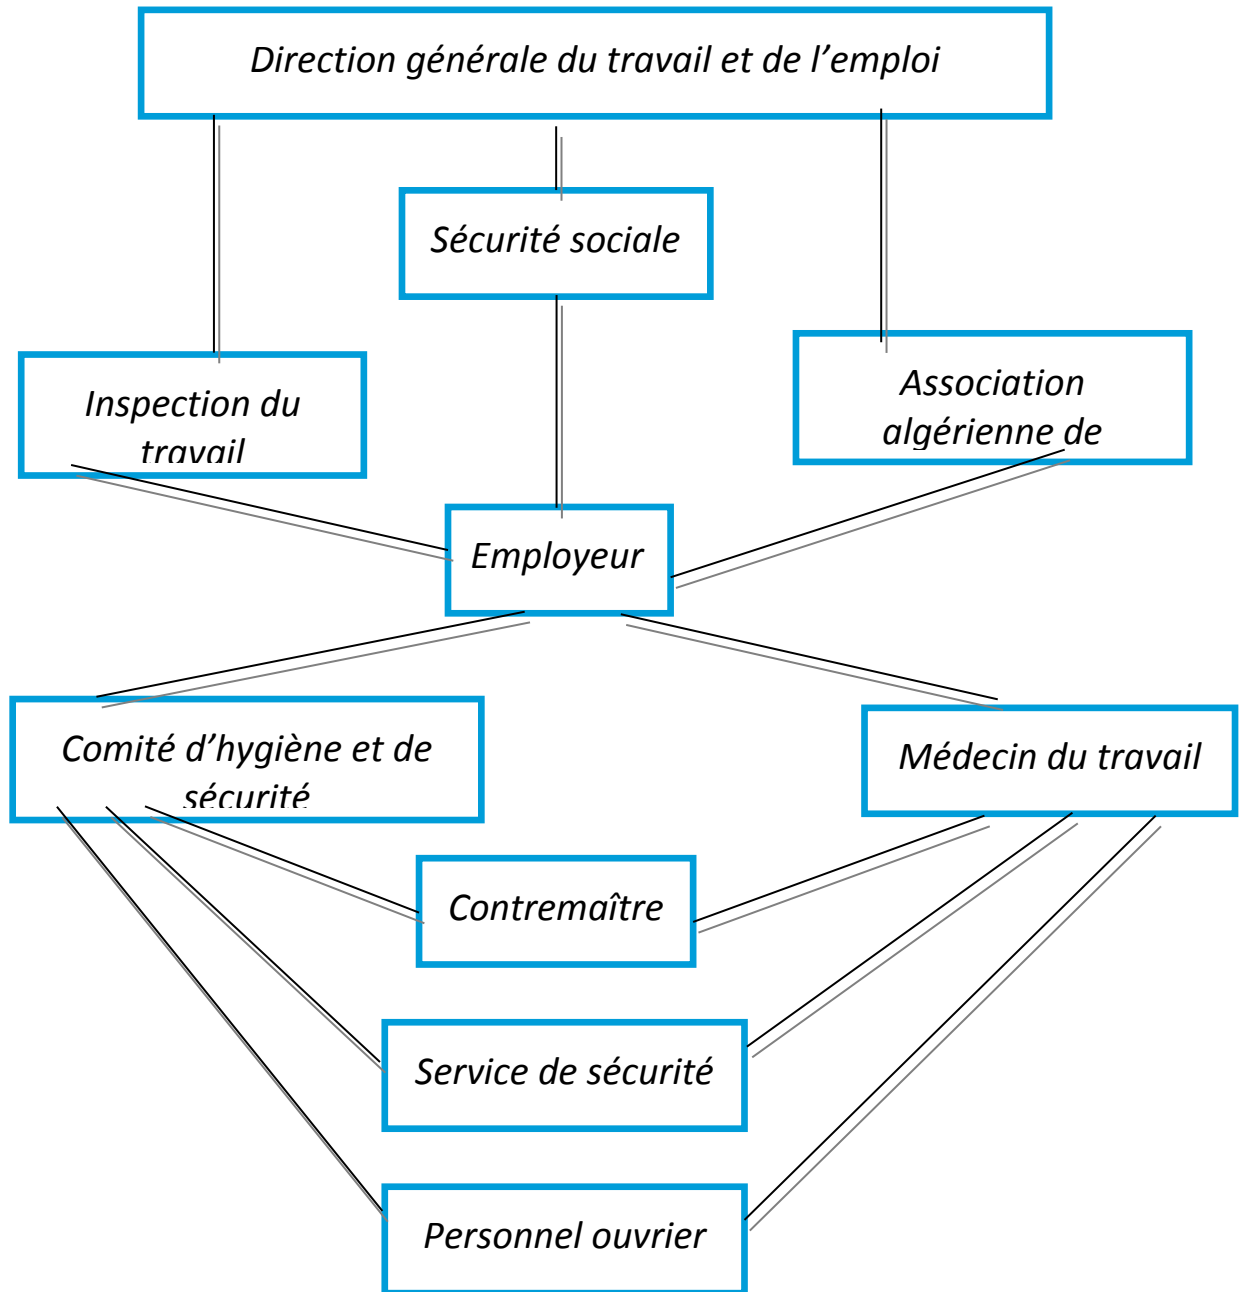 Direction générale du travail et de l’emploi
Sécurité sociale
Inspection du
travail
Association
algérienne de
Employeur
Comité d’hygiène et de
sécurité
Médecin du travail
Contremaître
Service de sécurité
Personnel ouvrier